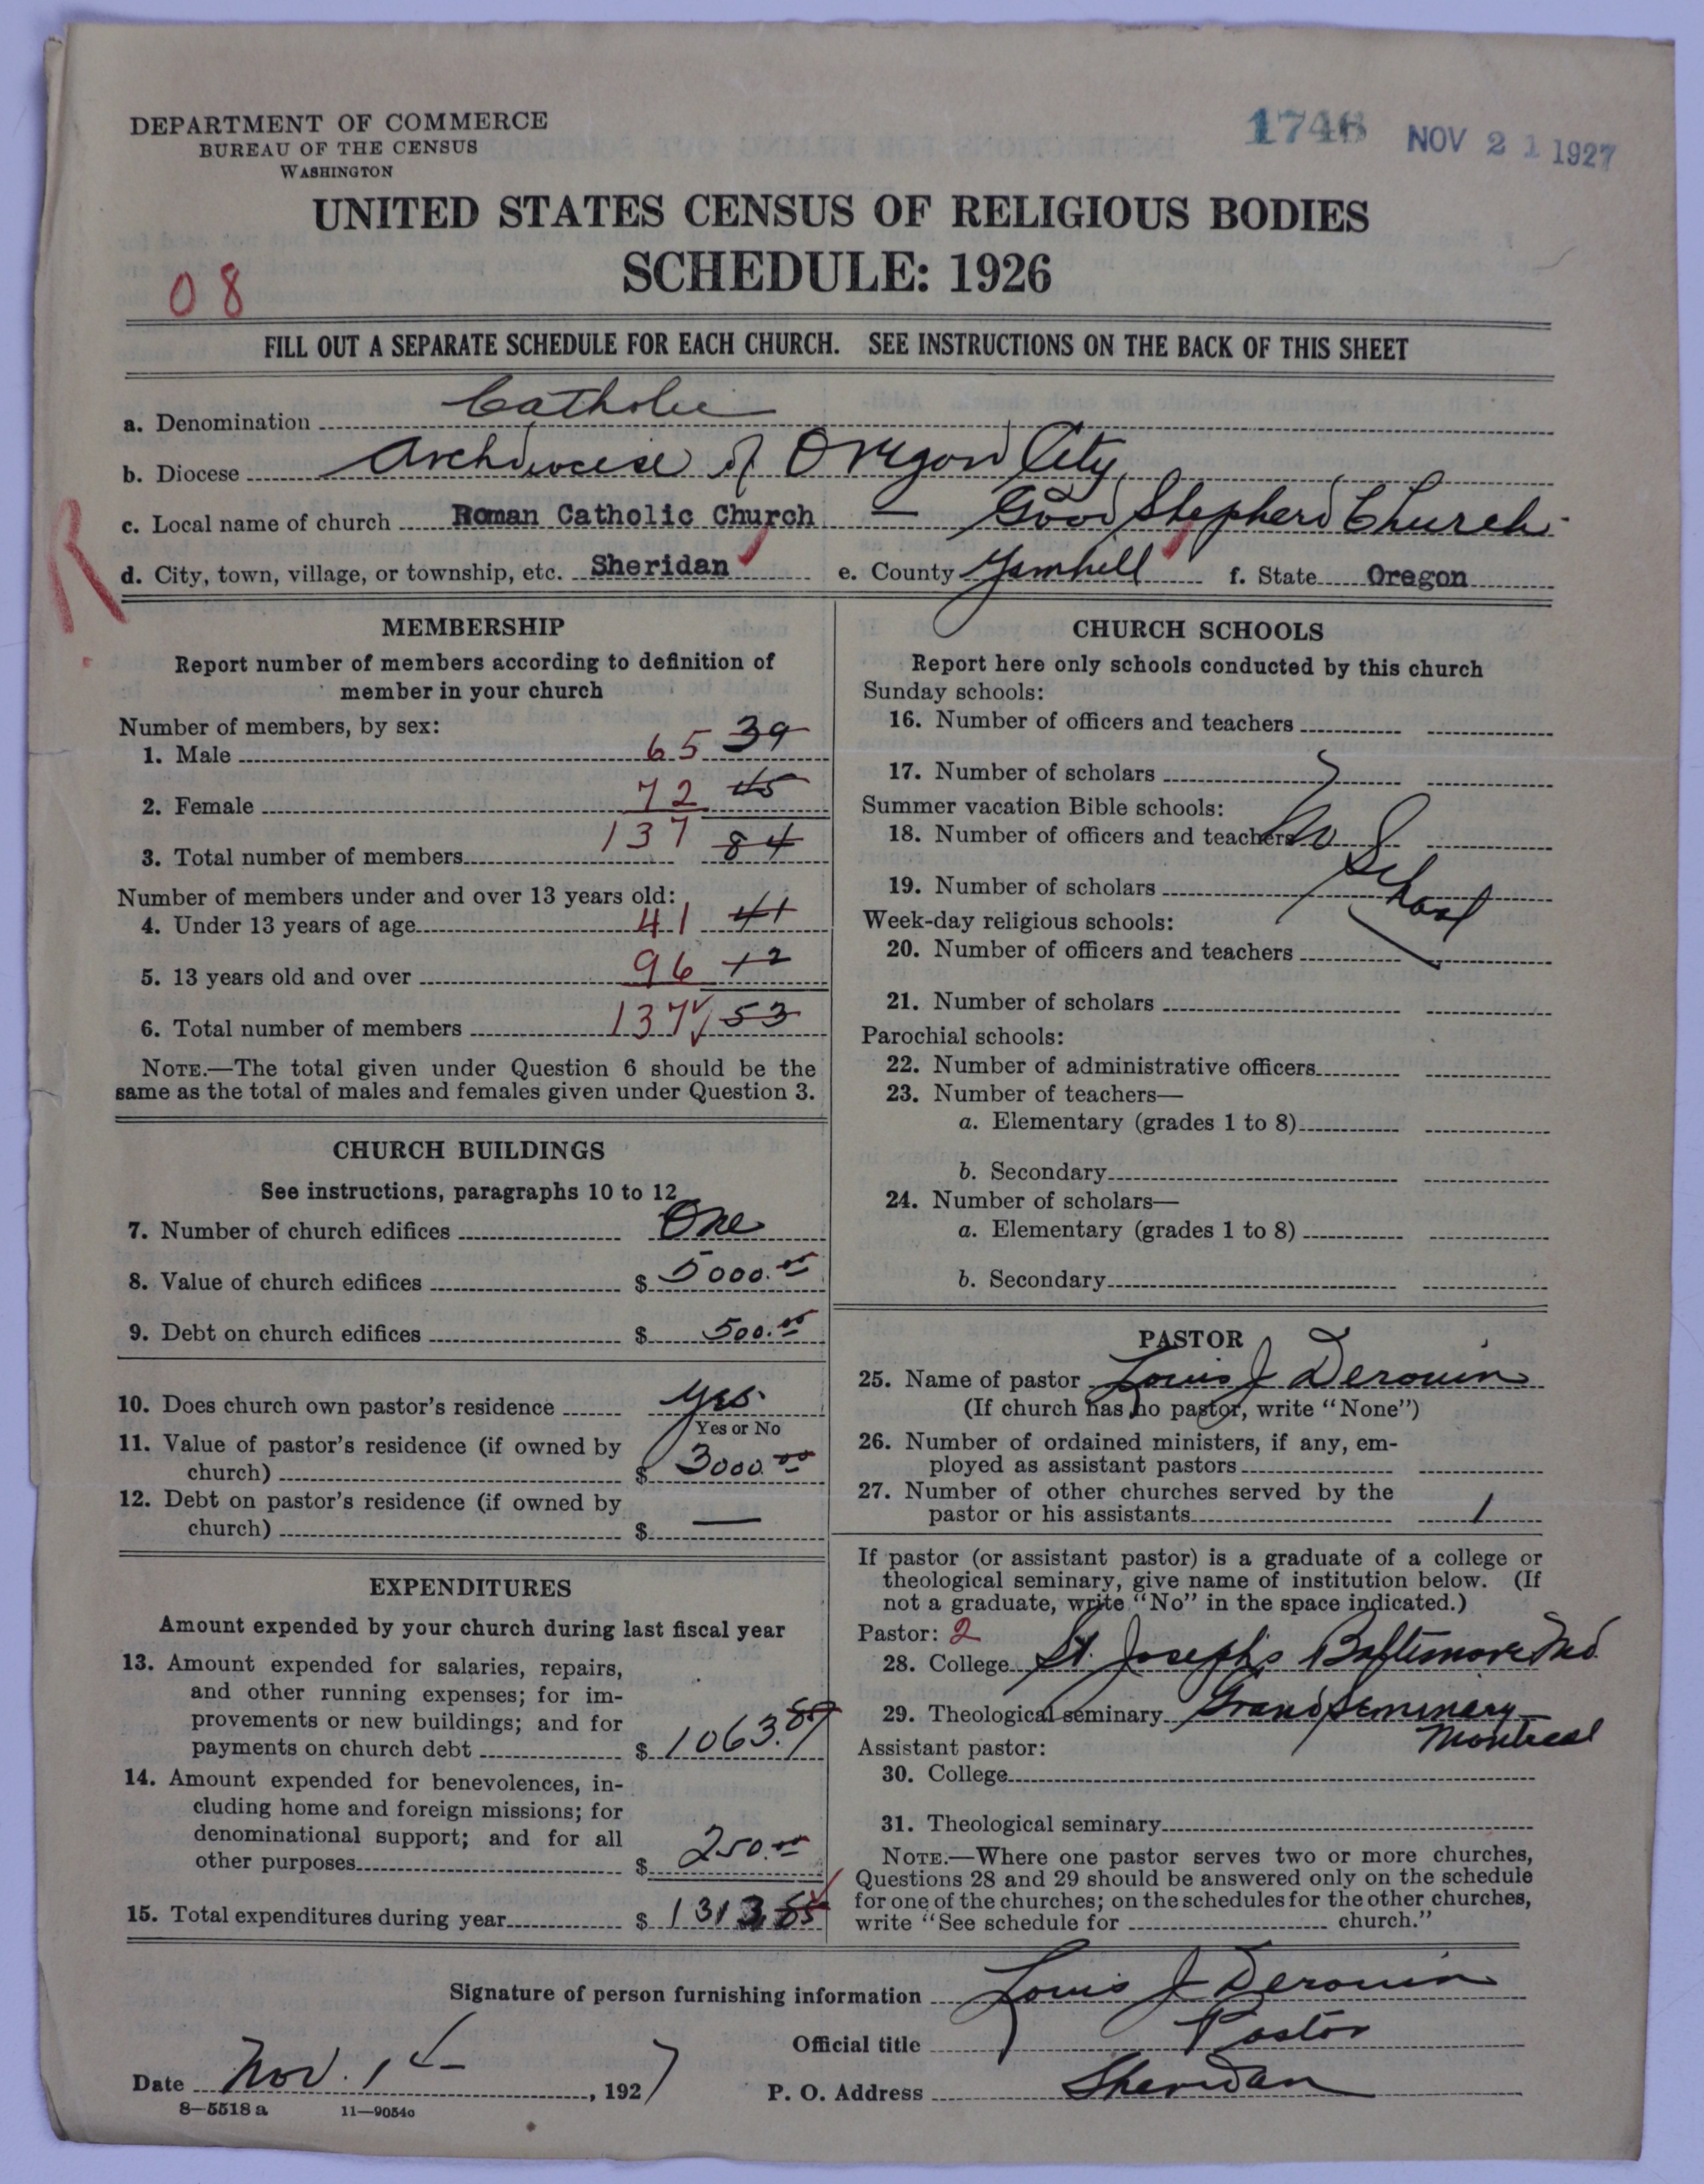 DEPARTMENT OF COMMERCE
BUREAU OF THE CENSUS
WASHINGTON
1748 NOV 21 1927
UNITED STATES CENSUS OF RELIGIOUS BODIES
SCHEDULE: 1926
08
FILL OUT A SEPARATE SCHEDULE FOR EACH CHURCH. SEE INSTRUCTIONS ON THE BACK OF THIS SHEET
a. Denomination Catholic
b. Diocese Archdiocese of Oregon City
c. Local name of church Roman Catholic Church — Good Shepherd Church
R
d. City, town, village, or township, etc. Sheridan e. County Yamhill f. State Oregon
MEMBERSHIP
Report number of members according to definition of
member in your church
Number of members, by sex:
1. Male 65 39
2. Female 72 45
3. Total number of members 137 84
Number of members under and over 13 years old:
4. Under 13 years of age 41 41
5. 13 years old and over 96 12
6. Total number of members 137 53
NOTE.—The total given under Question 6 should be the
same as the total of males and females given under Question 3.
CHURCH BUILDINGS
See instructions, paragraphs 10 to 12
7. Number of church edifices One
8. Value of church edifices $ 5000.00
9. Debt on church edifices $ 500.00
10. Does church own pastor's residence yes
Yes or No
11. Value of pastor's residence (if owned by
church) $ 3000.00
12. Debt on pastor's residence (if owned by
church) $ —
EXPENDITURES
Amount expended by your church during last fiscal year
13. Amount expended for salaries, repairs,
and other running expenses; for im-
provements or new buildings; and for
payments on church debt $ 1063.87
14. Amount expended for benevolences, in-
cluding home and foreign missions; for
denominational support; and for all
other purposes $ 250.00
15. Total expenditures during year $ 1313
CHURCH SCHOOLS
Report here only schools conducted by this church
Sunday schools:
16. Number of officers and teachers
17. Number of scholars
Summer vacation Bible schools:
18. Number of officers and teachers
No School
19. Number of scholars
Week-day religious schools:
20. Number of officers and teachers
21. Number of scholars
Parochial schools:
22. Number of administrative officers
23. Number of teachers—
a. Elementary (grades 1 to 8)
b. Secondary
24. Number of scholars—
a. Elementary (grades 1 to 8)
b. Secondary
PASTOR
25. Name of pastor Louis J Derouin
(If church has no pastor, write "None")
26. Number of ordained ministers, if any, em-
ployed as assistant pastors
27. Number of other churches served by the
pastor or his assistants 1
If pastor (or assistant pastor) is a graduate of a college or
theological seminary, give name of institution below. (If
not a graduate, write "No" in the space indicated.)
Pastor: 2
28. College St. Joseph's Baltimore Md.
29. Theological seminary Grand Seminary
Montreal
Assistant pastor:
30. College
31. Theological seminary
NOTE.—Where one pastor serves two or more churches,
Questions 28 and 29 should be answered only on the schedule
for one of the churches; on the schedules for the other churches,
write "See schedule for church."
Signature of person furnishing information Louis J Derouin
Official title Pastor
Date Nov. 15, 1927 P. O. Address Sheridan
8—5518 a 11—9054c